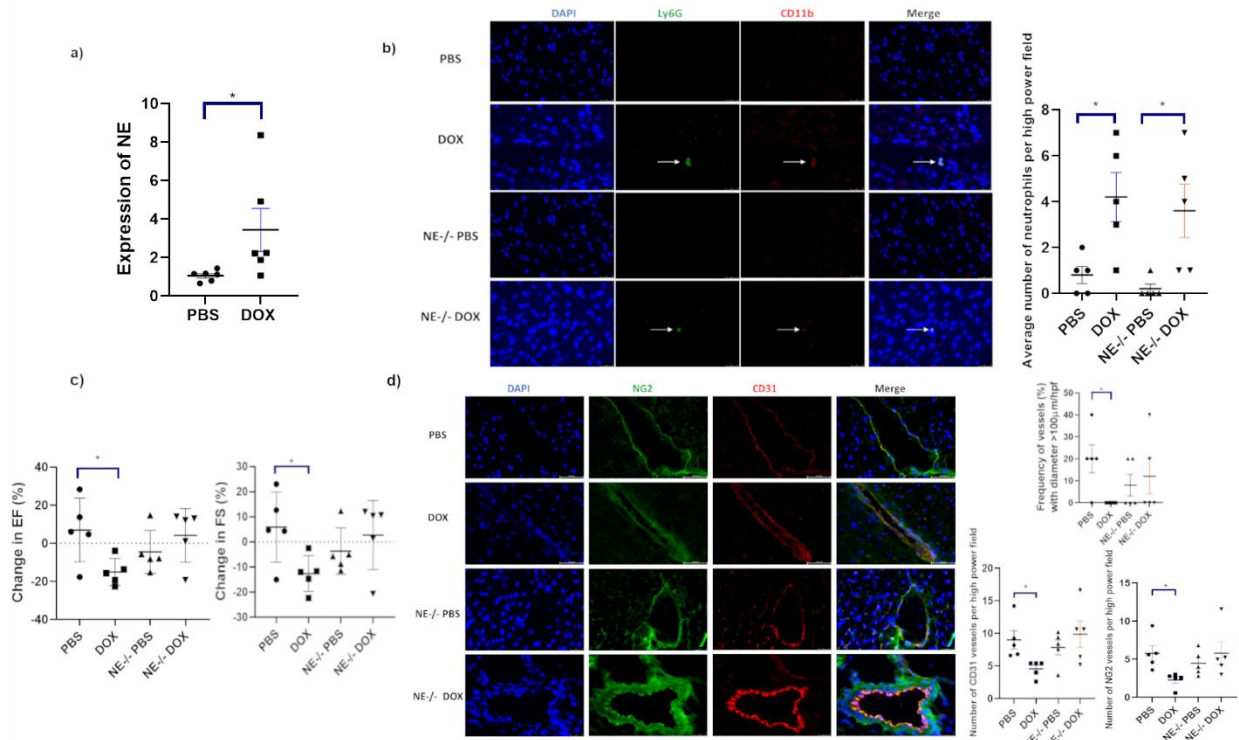 a)
*
Expression of NE
10
8
6
4
2
0
PBS DOX
b)
DAPI Ly6G CD11b Merge
PBS
DOX
NE-/- PBS
NE-/- DOX
Average number of neutrophils per high power field
* *
8
6
4
2
0
PBS
DOX
NE-/- PBS
NE-/- DOX
c)
Change in EF (%)
*
40
20
0
-20
-40
PBS
DOX
NE-/- PBS
NE-/- DOX
Change in FS (%)
*
30
20
10
0
-10
-20
-30
PBS
DOX
NE-/- PBS
NE-/- DOX
d)
DAPI NG2 CD31 Merge
PBS
DOX
NE-/- PBS
NE-/- DOX
Frequency of vessels (%)
with diameter >100μm/hpf
*
50
40
30
20
10
0
PBS
DOX
NE-/- PBS
NE-/- DOX
Number of CD31 vessels per high power field
*
20
15
10
5
0
PBS
DOX
NE-/- PBS
NE-/- DOX
Number of NG2 vessels per high power field
*
15
10
5
0
PBS
DOX
NE-/- PBS
NE-/- DOX